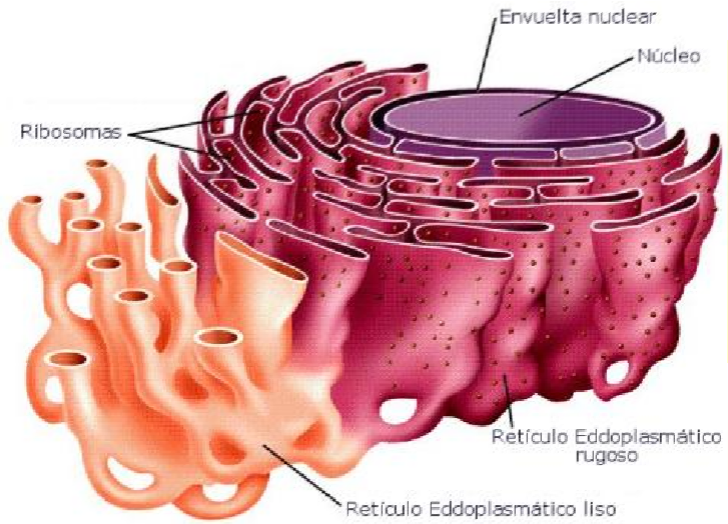 Envuelta nuclear
Núcleo
Ribosomas
Retículo Eddoplasmático
rugoso
Retículo Eddoplasmático liso